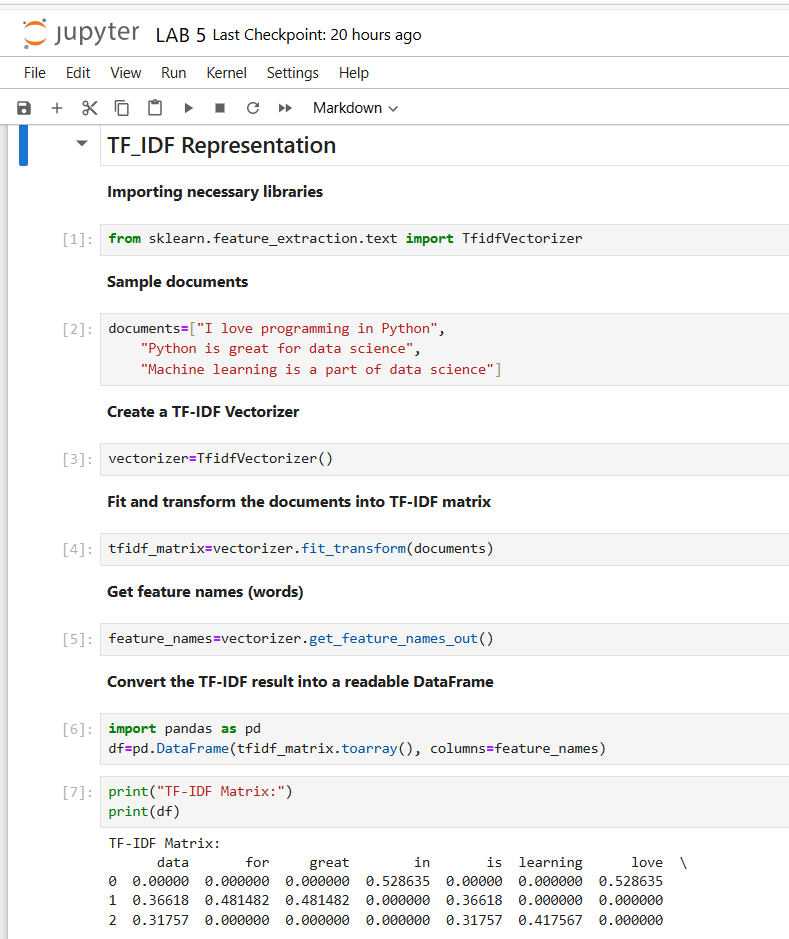 jupyter LAB 5 Last Checkpoint: 20 hours ago
File Edit View Run Kernel Settings Help
Markdown
TF_IDF Representation
Importing necessary libraries
[1]: from sklearn.feature_extraction.text import TfidfVectorizer
Sample documents
[2]: documents=["I love programming in Python",
"Python is great for data science",
"Machine learning is a part of data science"]
Create a TF-IDF Vectorizer
[3]: vectorizer=TfidfVectorizer()
Fit and transform the documents into TF-IDF matrix
[4]: tfidf_matrix=vectorizer.fit_transform(documents)
Get feature names (words)
[5]: feature_names=vectorizer.get_feature_names_out()
Convert the TF-IDF result into a readable DataFrame
[6]: import pandas as pd
df=pd.DataFrame(tfidf_matrix.toarray(), columns=feature_names)
[7]: print("TF-IDF Matrix:")
print(df)
TF-IDF Matrix:
data for great in is learning love \
0 0.00000 0.000000 0.000000 0.528635 0.00000 0.000000 0.528635
1 0.36618 0.481482 0.481482 0.000000 0.36618 0.000000 0.000000
2 0.31757 0.000000 0.000000 0.000000 0.31757 0.417567 0.000000